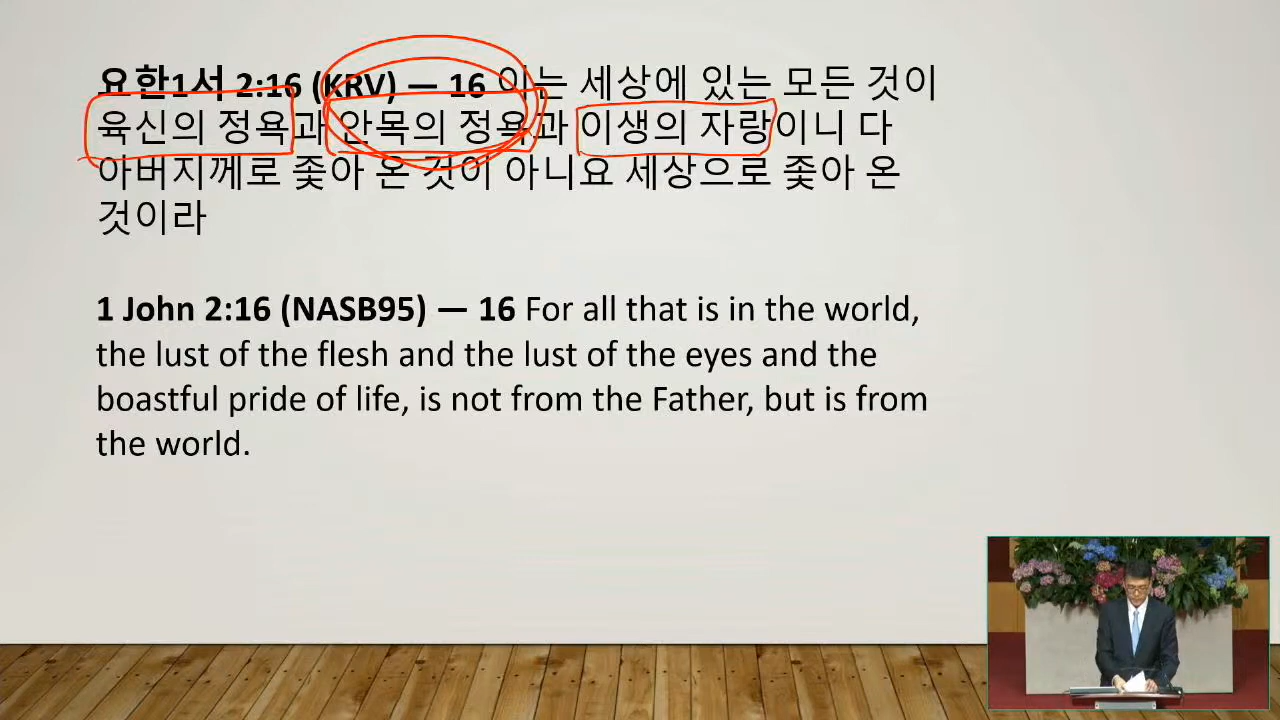 요한1서 2:16 (KRV) — 16 이는 세상에 있는 모든 것이
육신의 정욕과 안목의 정욕과 이생의 자랑이니 다
아버지께로 좇아 온 것이 아니요 세상으로 좇아 온
것이라
1 John 2:16 (NASB95) — 16 For all that is in the world,
the lust of the flesh and the lust of the eyes and the
boastful pride of life, is not from the Father, but is from
the world.